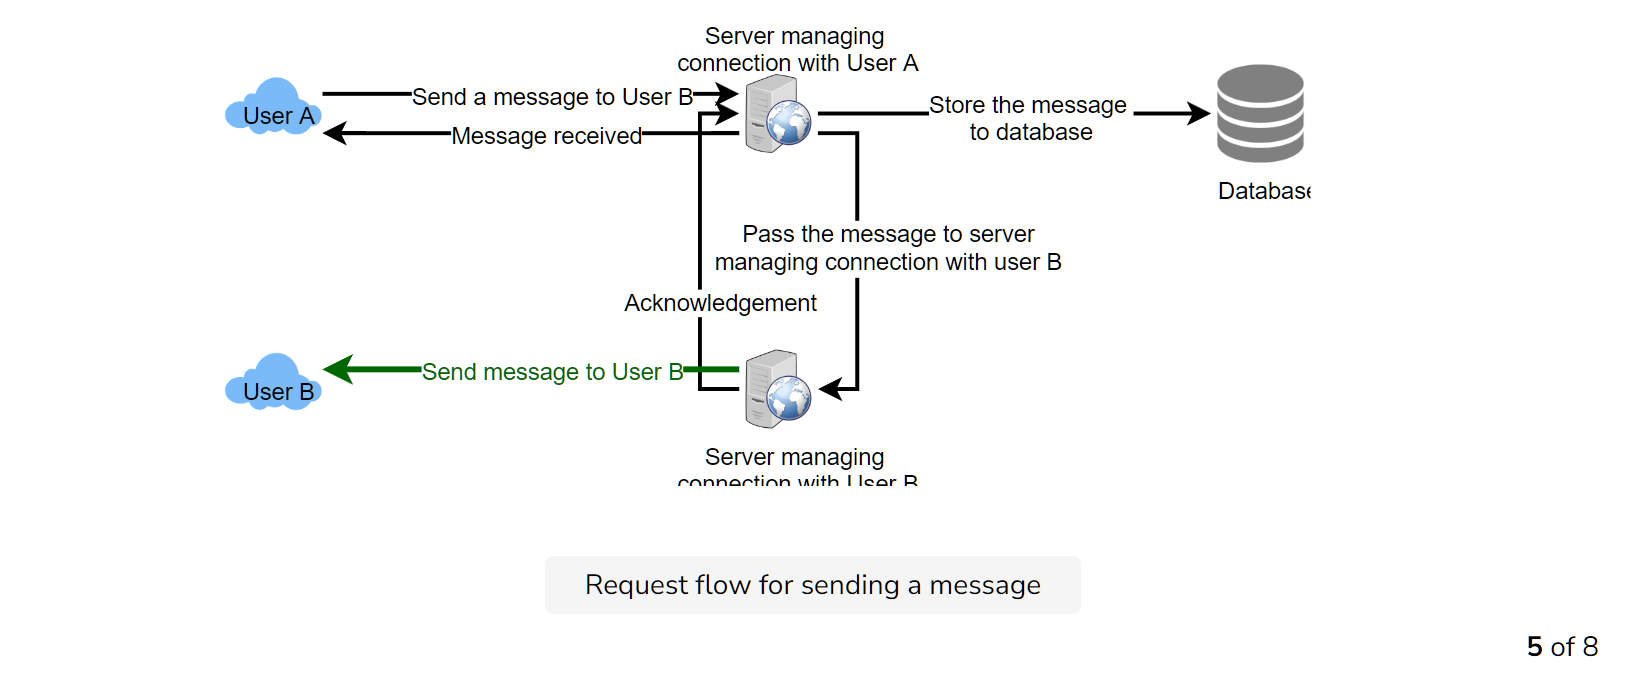 Server managing
connection with User A
User A
Send a message to User B
Message received
Store the message
to database
Database
Pass the message to server
managing connection with user B
Acknowledgement
User B
Send message to User B
Server managing
connection with User B
Request flow for sending a message
5 of 8